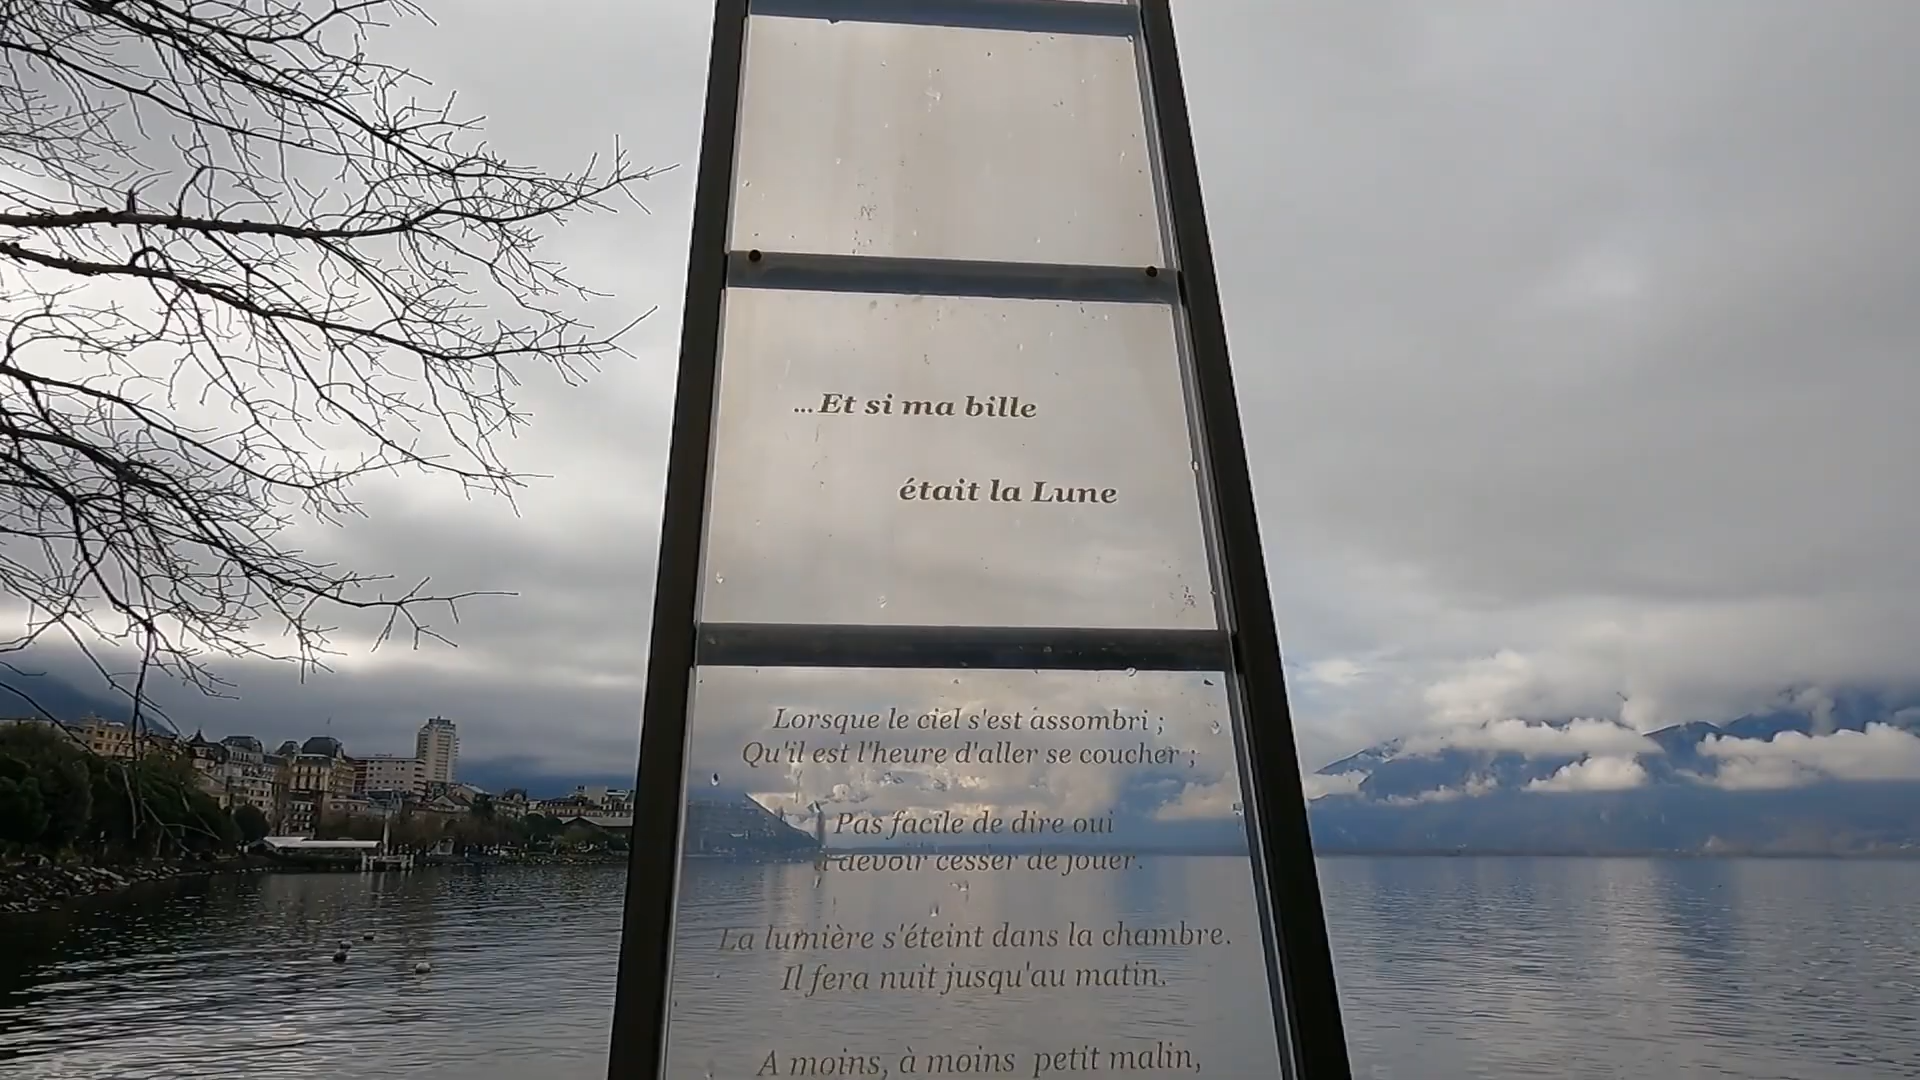 ...Et si ma bille
était la Lune
Lorsque le ciel s'est assombri ;
Qu'il est l'heure d'aller se coucher ;
Pas facile de dire oui
à devoir cesser de jouer.
La lumière s'éteint dans la chambre.
Il fera nuit jusqu'au matin.
A moins, à moins petit malin,